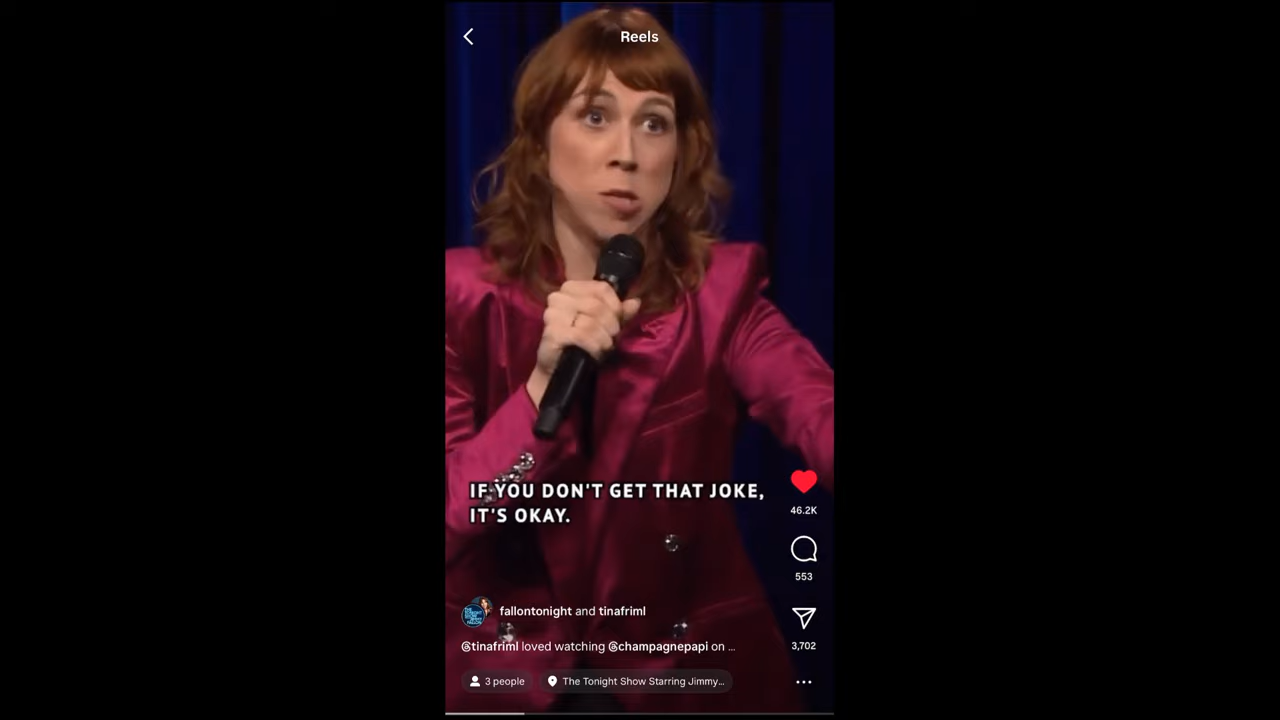 Reels
IF YOU DON'T GET THAT JOKE,
IT'S OKAY.
46.2K
553
fallontonight and tinafriml
@tinafriml loved watching @champagnepapi on ...
3,702
3 people
The Tonight Show Starring Jimmy...